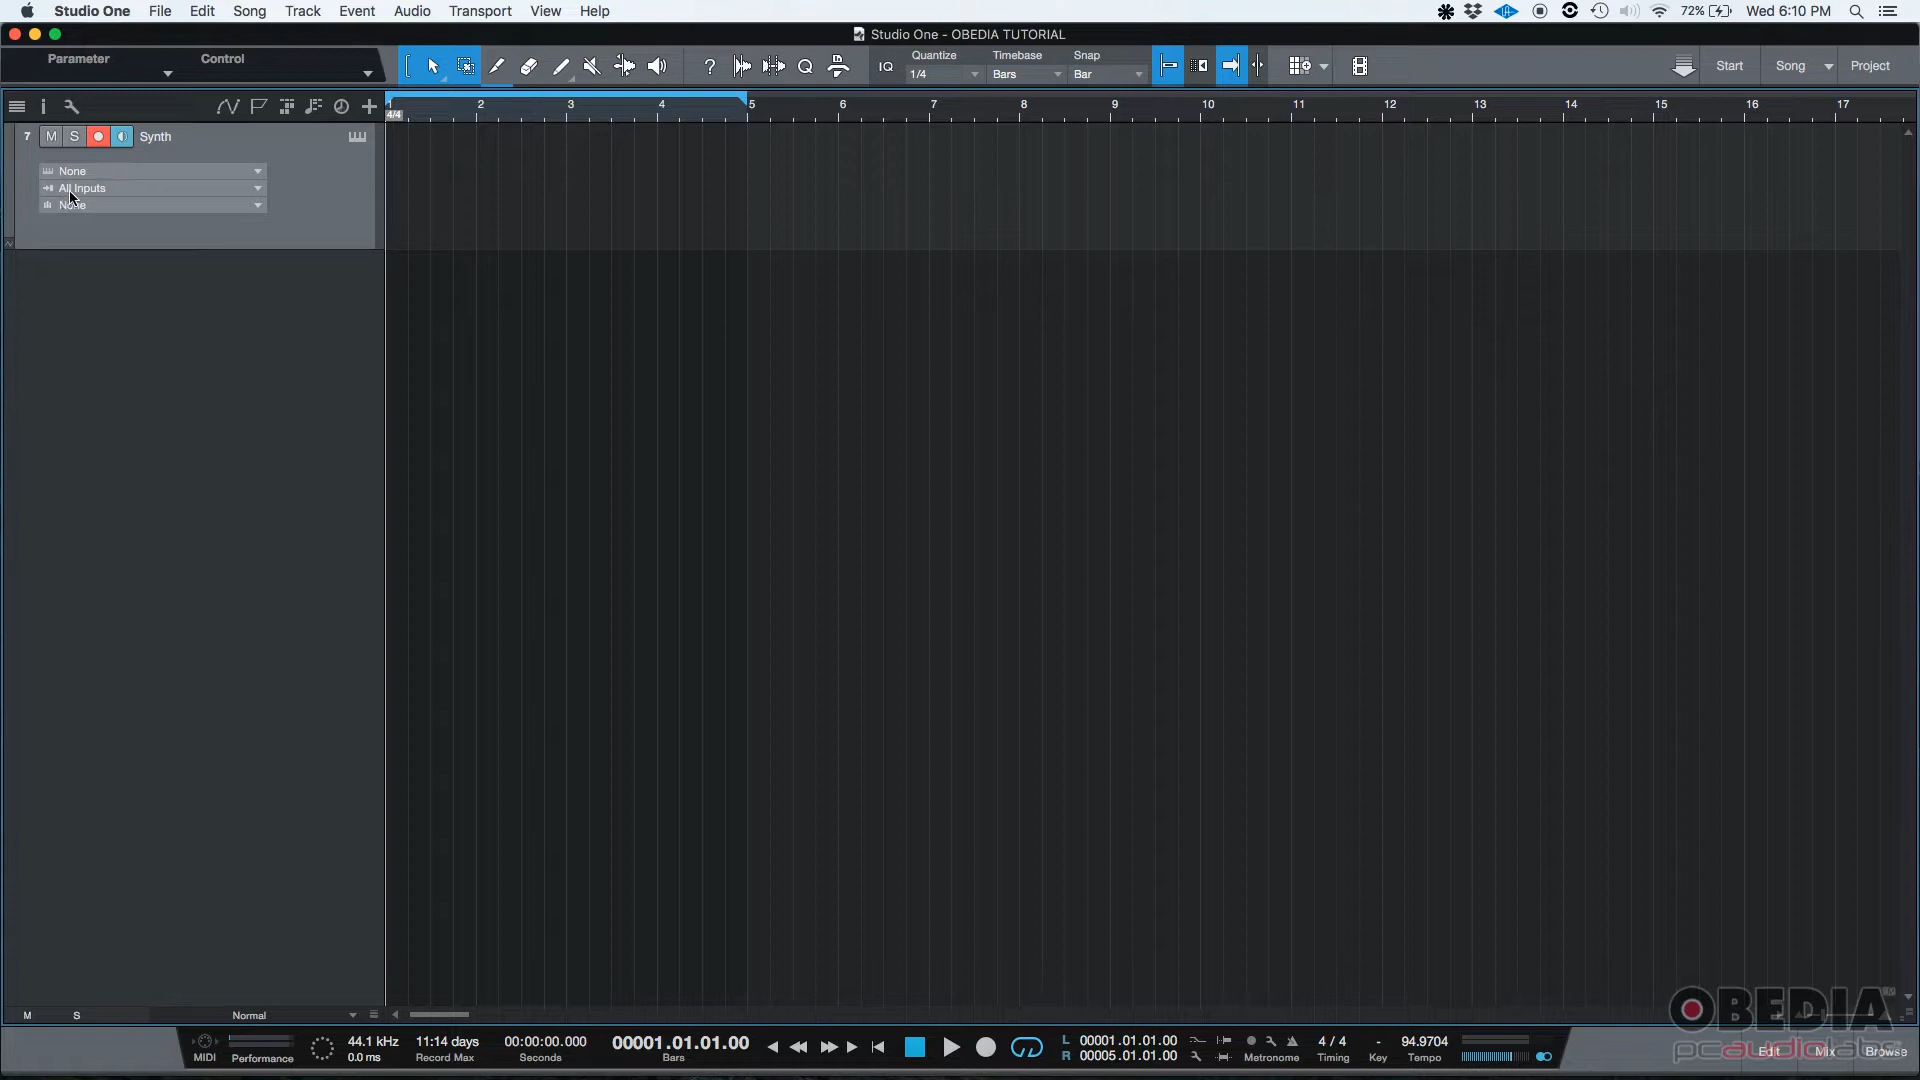 Studio One File Edit Song Track Event Audio Transport View Help 72% Wed 6:10 PM
Studio One - OBEDIA TUTORIAL
Parameter Control
IQ Quantize 1/4 Timebase Bars Snap Bar
Start Song Project
1 2 3 4 5 6 7 8 9 10 11 12 13 14 15 16 17
4/4
7 M S Synth
None
All Inputs
None
M S Normal
MIDI Performance
44.1 kHz 0.0 ms
11:14 days Record Max
00:00:00.000 Seconds
00001.01.01.00 Bars
L 00001.01.01.00
R 00005.01.01.00
Metronome
4 / 4 Timing
- Key
94.9704 Tempo
OBEDIA
pcaudiolabs
Edit Mix Browse